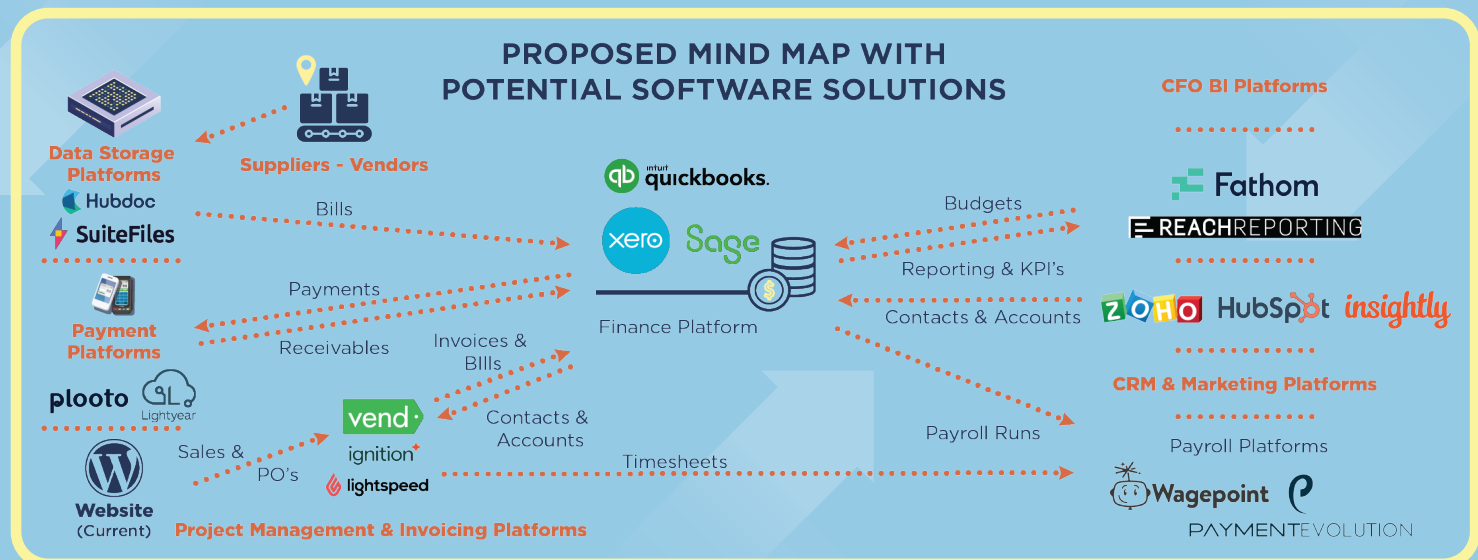 PROPOSED MIND MAP WITH
POTENTIAL SOFTWARE SOLUTIONS
Data Storage
Platforms
Hubdoc
SuiteFiles
Suppliers - Vendors
Bills
Payments
Receivables
Payment
Platforms
plooto
Lightyear
Website
(Current)
Sales &
PO's
vend
ignition
lightspeed
Project Management & Invoicing Platforms
Invoices &
BIlls
Contacts &
Accounts
Timesheets
qb
intuit
quickbooks.
xero
Sage
$
Finance Platform
Budgets
Reporting & KPI's
Contacts & Accounts
Payroll Runs
CFO BI Platforms
Fathom
REACHREPORTING
ZOHO HubSpot insightly
CRM & Marketing Platforms
Payroll Platforms
Wagepoint
PAYMENTEVOLUTION